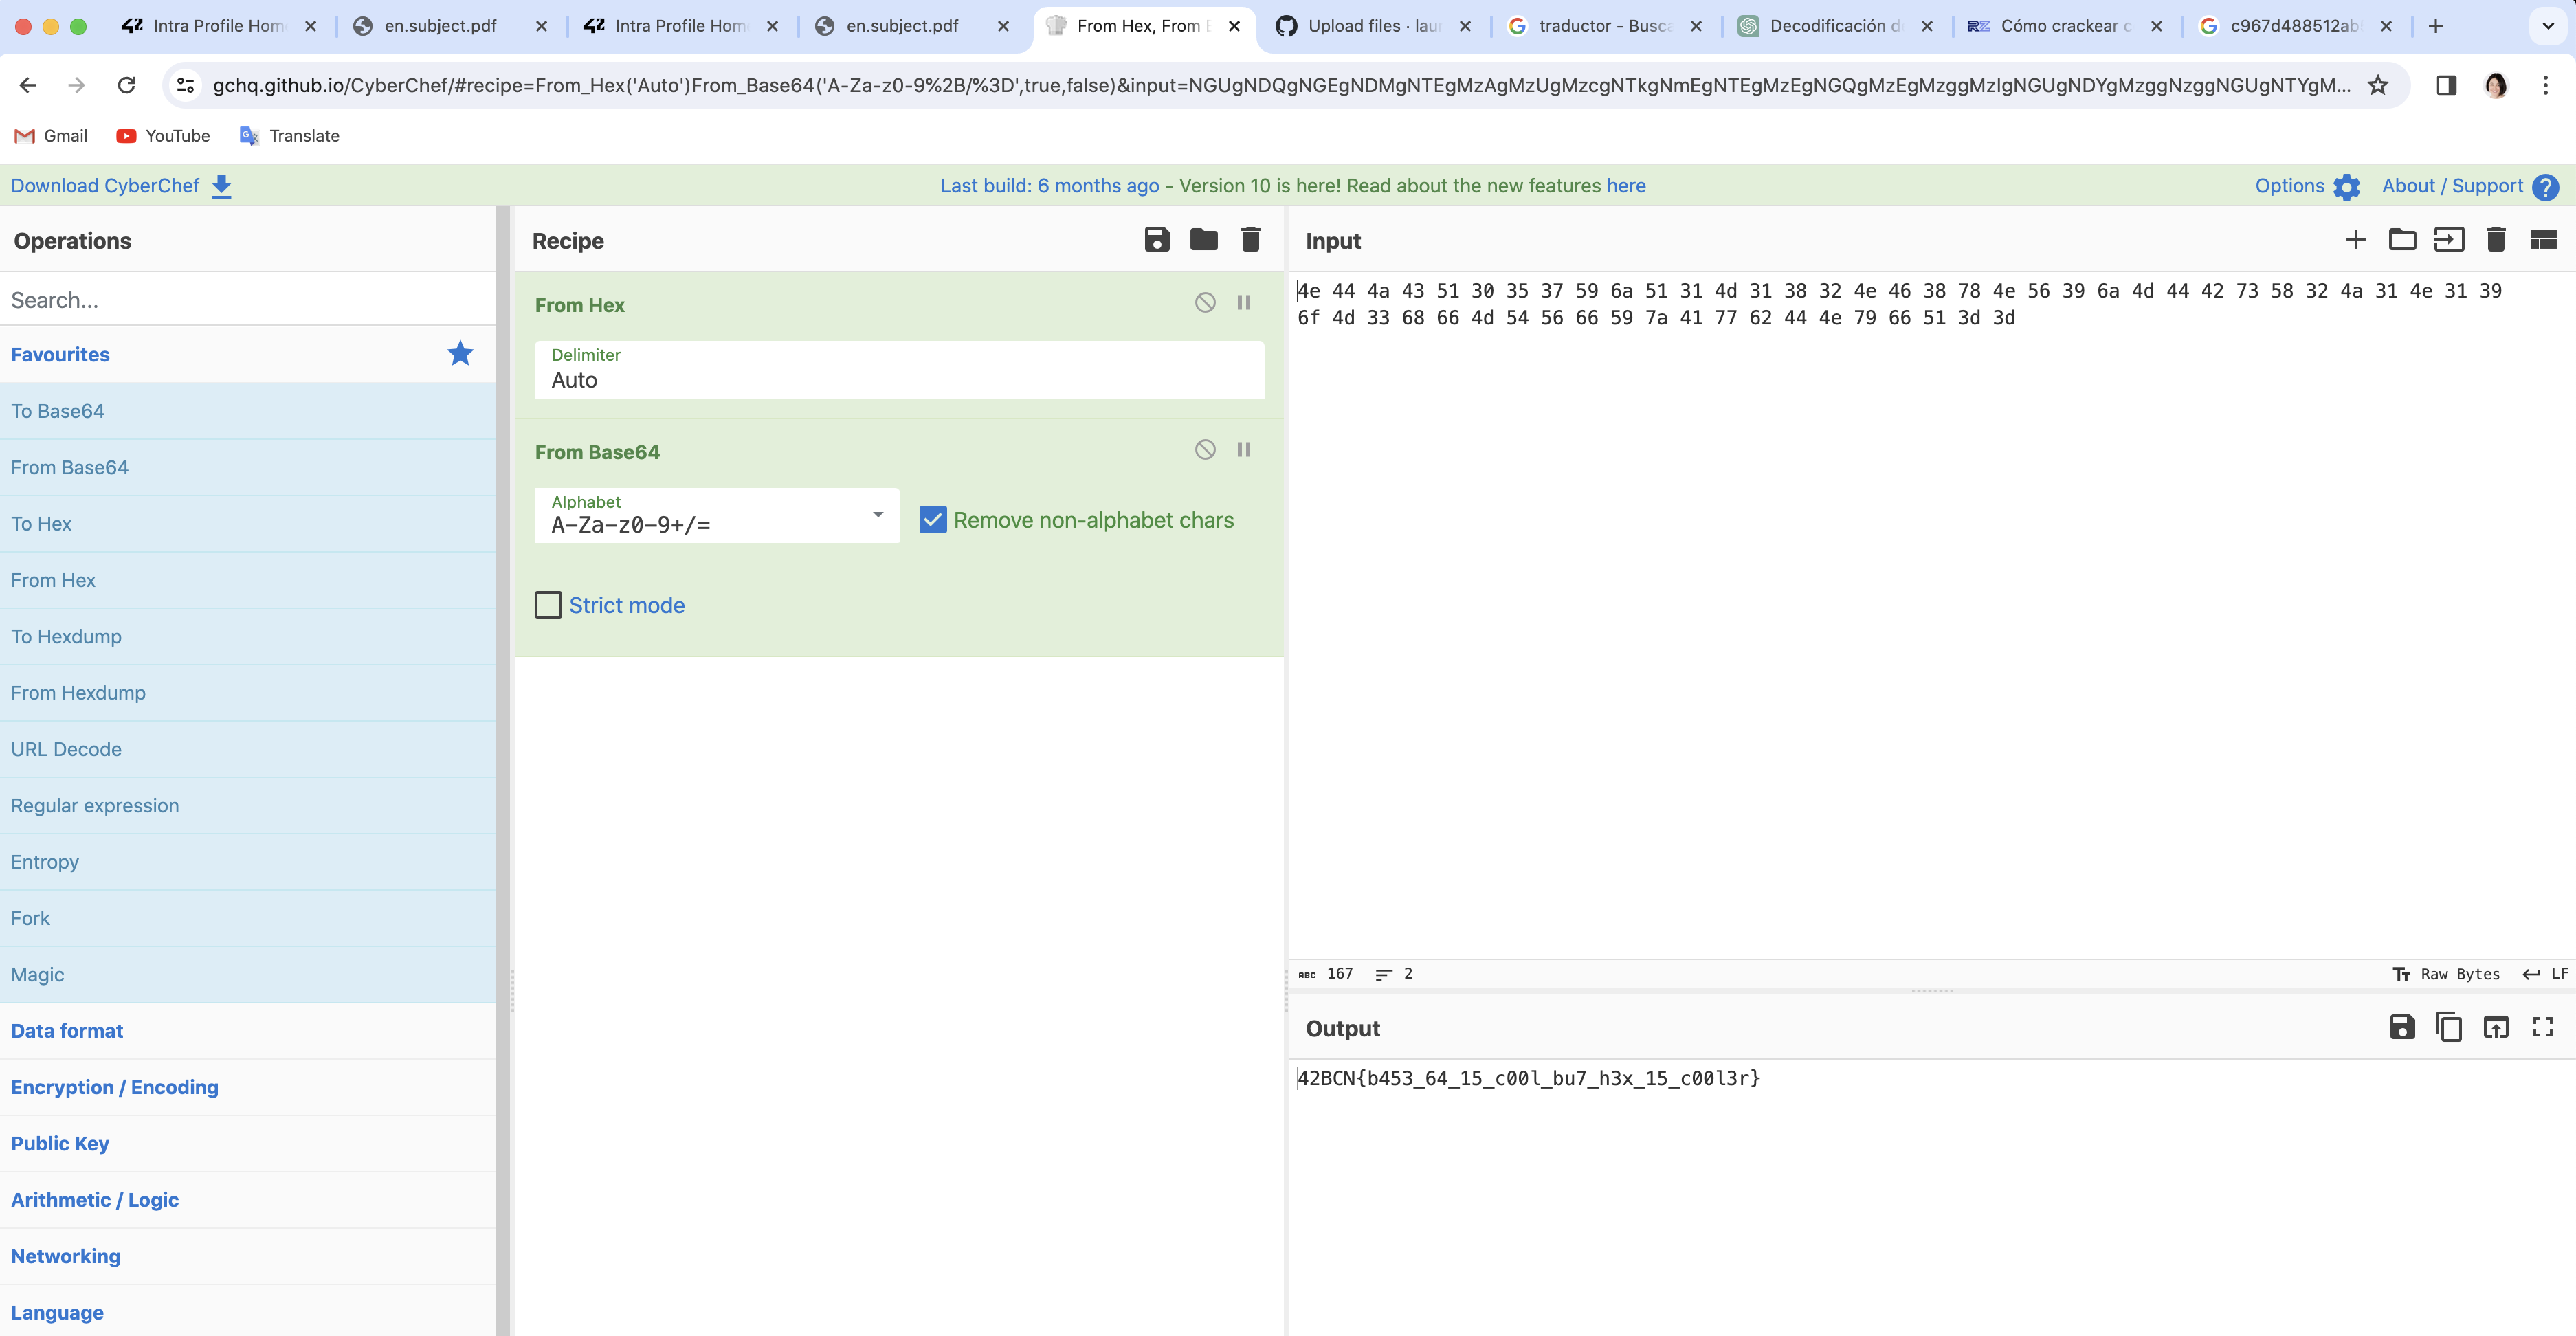 Intra Profile Hom
en.subject.pdf
Intra Profile Hom
en.subject.pdf
From Hex, From B
Upload files · lau
traductor - Busca
Decodificación d
Cómo crackear c
c967d488512ab
gchq.github.io/CyberChef/#recipe=From_Hex('Auto')From_Base64('A-Za-z0-9%2B/%3D',true,false)&input=NGUgNDQgNGEgNDMgNTEgMzAgMzUgMzcgNTkgNmEgNTEgMzEgNGQgMzEgMzggMzIgNGUgNDYgMzggNzggNGUgNTYgM...
Gmail
YouTube
Translate
Download CyberChef
Last build: 6 months ago - Version 10 is here! Read about the new features here
Options
About / Support
Operations
Search...
Favourites
To Base64
From Base64
To Hex
From Hex
To Hexdump
From Hexdump
URL Decode
Regular expression
Entropy
Fork
Magic
Data format
Encryption / Encoding
Public Key
Arithmetic / Logic
Networking
Language
Recipe
From Hex
Delimiter
Auto
From Base64
Alphabet
A-Za-z0-9+/=
Remove non-alphabet chars
Strict mode
Input
4e 44 4a 43 51 30 35 37 59 6a 51 31 4d 31 38 32 4e 46 38 78 4e 56 39 6a 4d 44 42 73 58 32 4a 31 4e 31 39
6f 4d 33 68 66 4d 54 56 66 59 7a 41 77 62 44 4e 79 66 51 3d 3d
ABC 167 2
Tт Raw Bytes LF
Output
42BCN{b453_64_15_c00l_bu7_h3x_15_c00l3r}